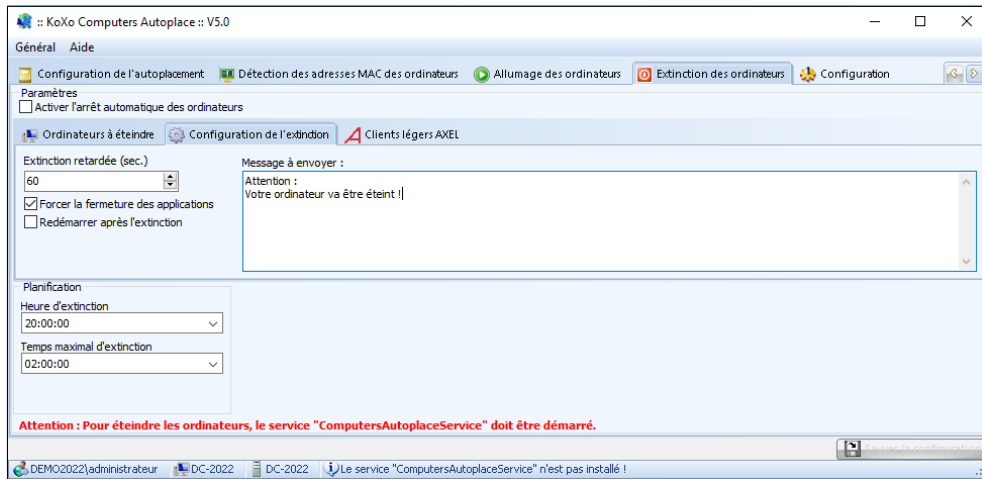 :: KoXo Computers Autoplace :: V5.0
Général Aide
Configuration de l'autoplacement Détection des adresses MAC des ordinateurs Allumage des ordinateurs Extinction des ordinateurs Configuration
Paramètres
Activer l'arrêt automatique des ordinateurs
Ordinateurs à éteindre Configuration de l'extinction Clients légers AXEL
Extinction retardée (sec.)
60
Forcer la fermeture des applications
Redémarrer après l'extinction
Message à envoyer :
Attention :
Votre ordinateur va être éteint !
Planification
Heure d'extinction
20:00:00
Temps maximal d'extinction
02:00:00
Attention : Pour éteindre les ordinateurs, le service "ComputersAutoplaceService" doit être démarré.
Sauver la configuration
DEMO2022\administrateur DC-2022 DC-2022 Le service "ComputersAutoplaceService" n'est pas installé !